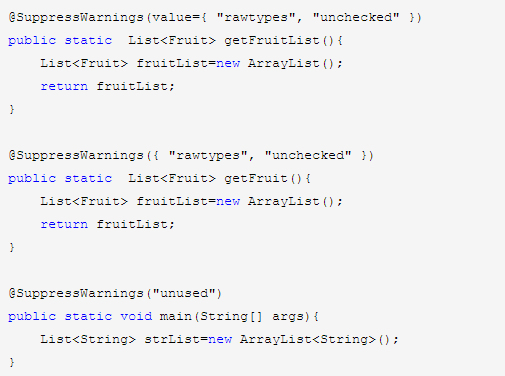 @SuppressWarnings(value={ "rawtypes", "unchecked" })
public static  List<Fruit> getFruitList(){
    List<Fruit> fruitList=new ArrayList();
    return fruitList;
}

@SuppressWarnings({ "rawtypes", "unchecked" })
public static  List<Fruit> getFruit(){
    List<Fruit> fruitList=new ArrayList();
    return fruitList;
}

@SuppressWarnings("unused")
public static void main(String[] args){
    List<String> strList=new ArrayList<String>();
}